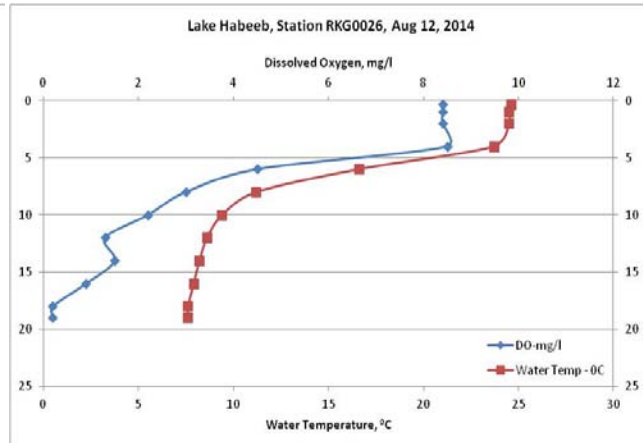 Lake Habeeb, Station RKG0026, Aug 12, 2014
Dissolved Oxygen, mg/l
0 2 4 6 8 10 12
0 0
5 5
10 10
15 15
20 20
DO-mg/l
Water Temp - 0C
25 25
0 5 10 15 20 25 30
Water Temperature, ⁰C